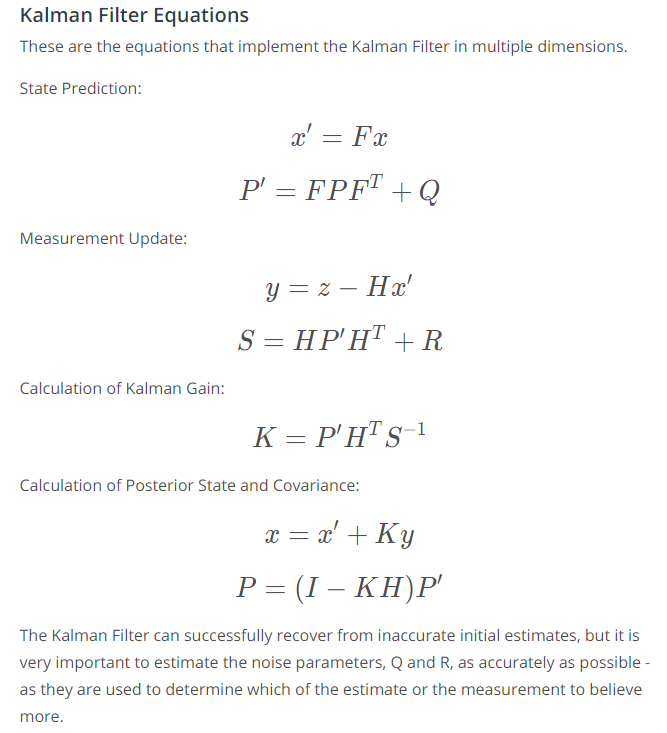 Kalman Filter Equations
These are the equations that implement the Kalman Filter in multiple dimensions.
State Prediction:
x′ = Fx
P′ = FPFᵀ + Q
Measurement Update:
y = z − Hx′
S = HP′Hᵀ + R
Calculation of Kalman Gain:
K = P′HᵀS⁻¹
Calculation of Posterior State and Covariance:
x = x′ + Ky
P = (I − KH)P′
The Kalman Filter can successfully recover from inaccurate initial estimates, but it is
very important to estimate the noise parameters, Q and R, as accurately as possible -
as they are used to determine which of the estimate or the measurement to believe
more.